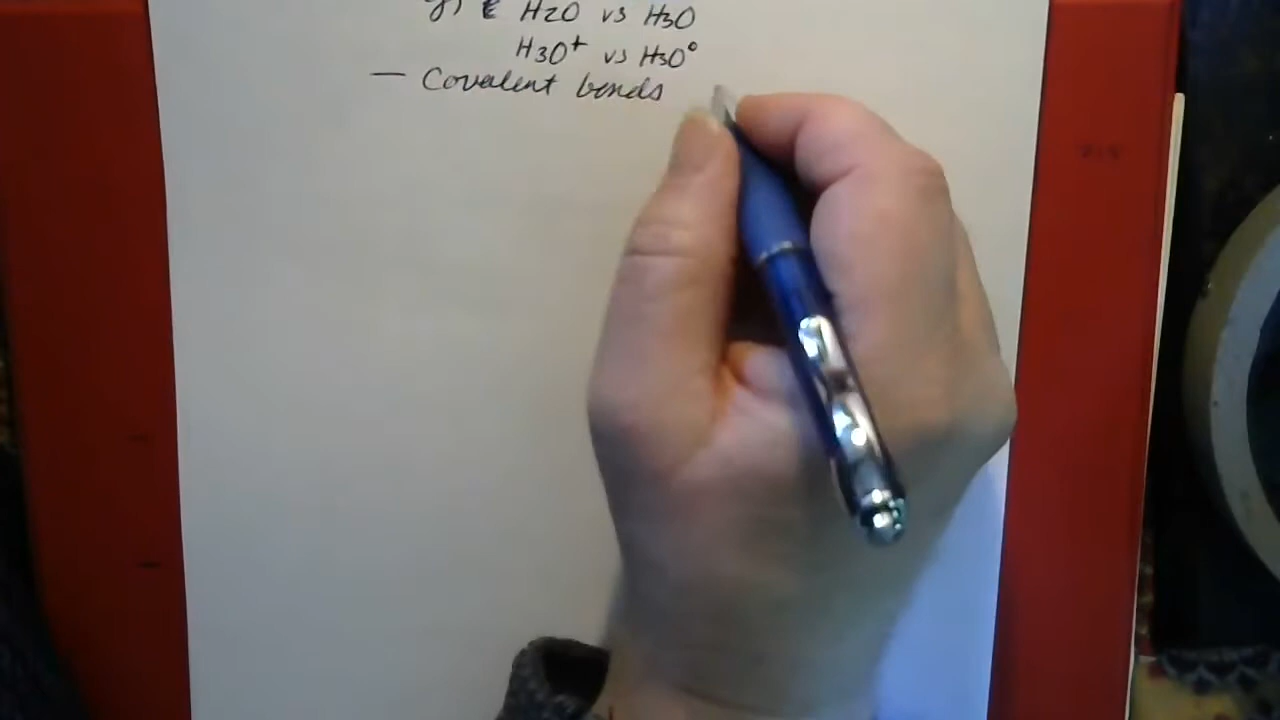 H2O vs H3O
H3O+ vs H3O°
— Covalent bonds